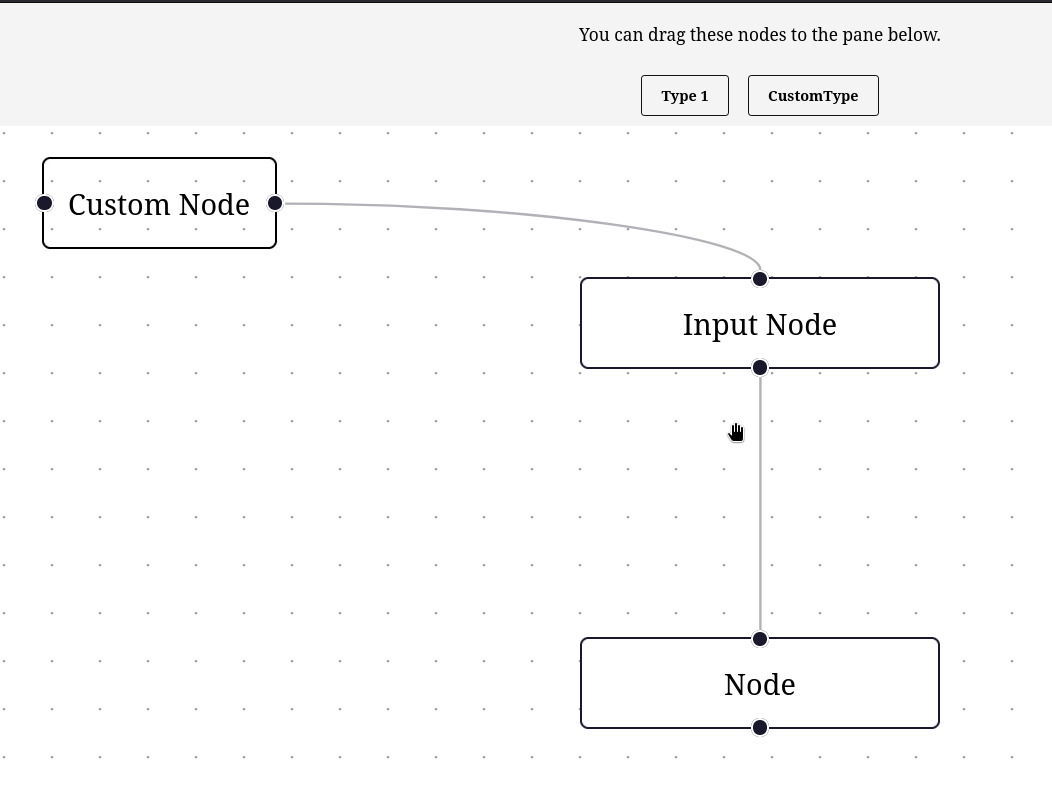 You can drag these nodes to the pane below.
Type 1 CustomType
Custom Node
Input Node
Node